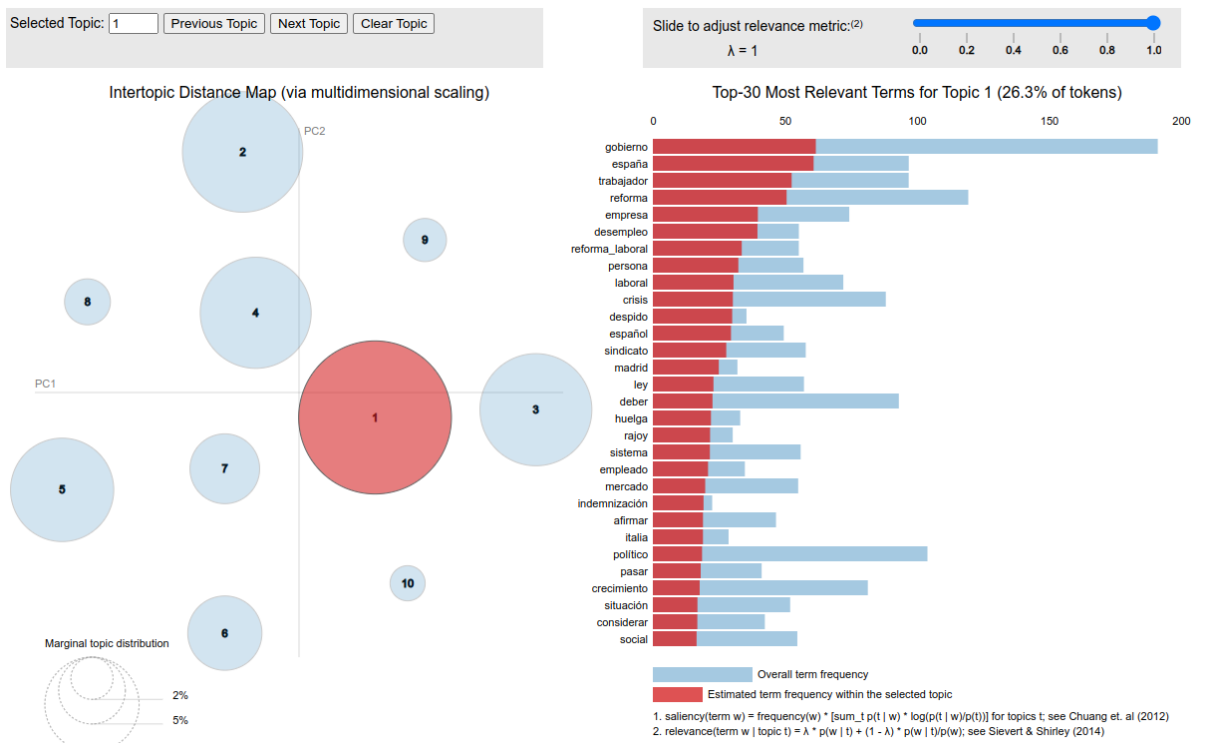 Selected Topic: 1 Previous Topic Next Topic Clear Topic
Slide to adjust relevance metric:(2)
λ = 1
0.0 0.2 0.4 0.6 0.8 1.0
Intertopic Distance Map (via multidimensional scaling)
PC2
PC1
2
9
8
4
1
3
7
5
10
6
Marginal topic distribution
2%
5%
Top-30 Most Relevant Terms for Topic 1 (26.3% of tokens)
0 50 100 150 200
gobierno
españa
trabajador
reforma
empresa
desempleo
reforma_laboral
persona
laboral
crisis
despido
español
sindicato
madrid
ley
deber
huelga
rajoy
sistema
empleado
mercado
indemnización
afirmar
italia
político
pasar
crecimiento
situación
considerar
social
Overall term frequency
Estimated term frequency within the selected topic
1. saliency(term w) = frequency(w) * [sum_t p(t | w) * log(p(t | w)/p(t))] for topics t; see Chuang et. al (2012)
2. relevance(term w | topic t) = λ * p(w | t) + (1 - λ) * p(w | t)/p(w); see Sievert & Shirley (2014)